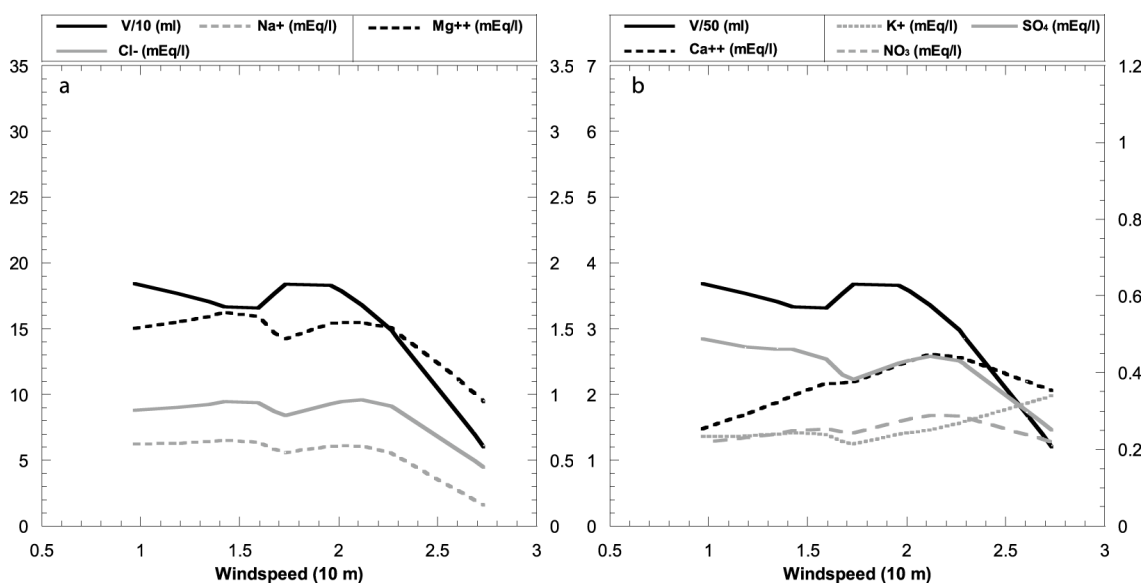 V/10 (ml)
Na+ (mEq/l)
Mg++ (mEq/l)
Cl- (mEq/l)
a
35
30
25
20
15
10
5
0
3.5
3
2.5
2
1.5
1
0.5
0
0.5 1 1.5 2 2.5 3
Windspeed (10 m)
V/50 (ml)
K+ (mEq/l)
SO₄ (mEq/l)
Ca++ (mEq/l)
NO₃ (mEq/l)
b
7
6
5
4
3
2
1
0
1.2
1
0.8
0.6
0.4
0.2
0
0.5 1 1.5 2 2.5 3
Windspeed (10 m)